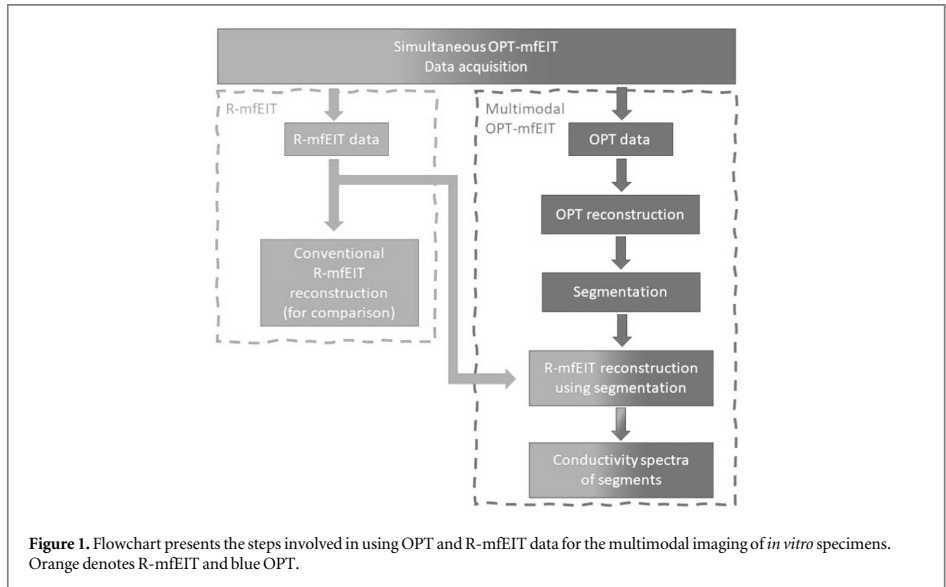 Simultaneous OPT-mfEIT
Data acquisition
R-mfEIT
R-mfEIT data
Conventional
R-mfEIT
reconstruction
(for comparison)
Multimodal
OPT-mfEIT
OPT data
OPT reconstruction
Segmentation
R-mfEIT reconstruction
using segmentation
Conductivity spectra
of segments
Figure 1. Flowchart presents the steps involved in using OPT and R-mfEIT data for the multimodal imaging of in vitro specimens.
Orange denotes R-mfEIT and blue OPT.